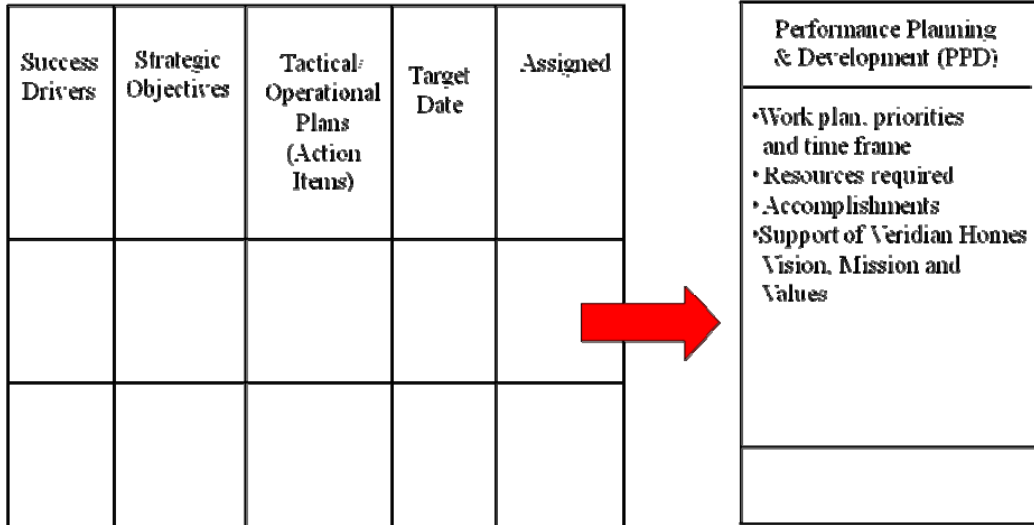 Success
Drivers
Strategic
Objectives
Tactical/
Operational
Plans
(Action
Items)
Target
Date
Assigned
Performance Planning
& Development (PPD)
•Work plan, priorities
and time frame
• Resources required
• Accomplishments
•Support of Veridian Homes
Vision, Mission and
Values